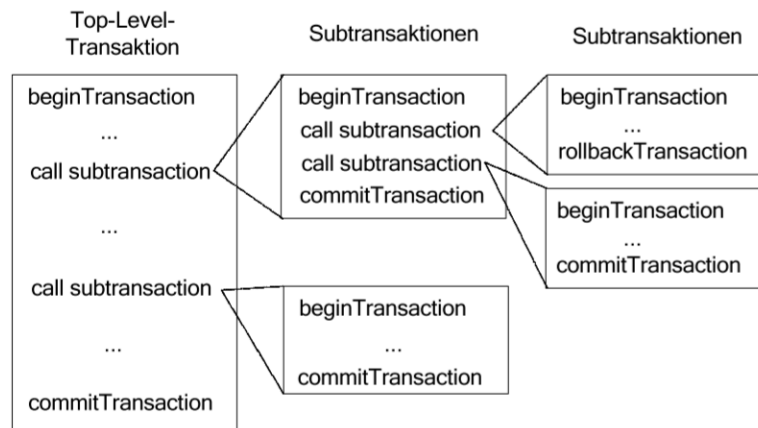 Top-Level-
Transaktion
beginTransaction
...
call subtransaction
...
call subtransaction
...
commitTransaction
Subtransaktionen
beginTransaction
call subtransaction
call subtransaction
commitTransaction
beginTransaction
...
commitTransaction
Subtransaktionen
beginTransaction
...
rollbackTransaction
beginTransaction
...
commitTransaction